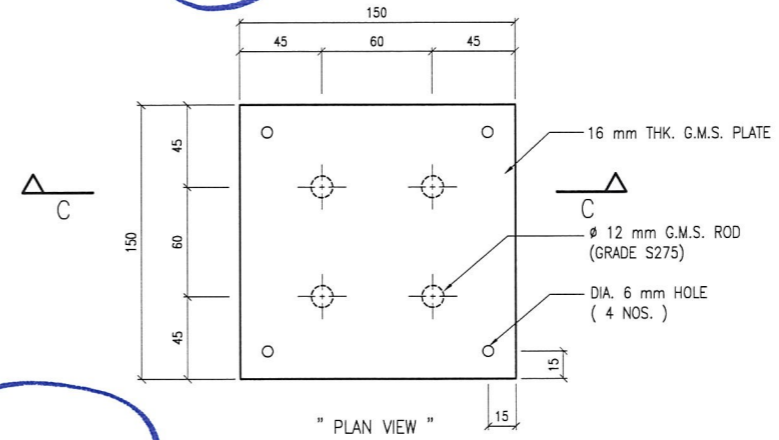 150
45 60 45
16 mm THK. G.M.S. PLATE
45
C
C
ø 12 mm G.M.S. ROD
(GRADE S275)
150
60
DIA. 6 mm HOLE
( 4 NOS. )
45
15
15
" PLAN VIEW "